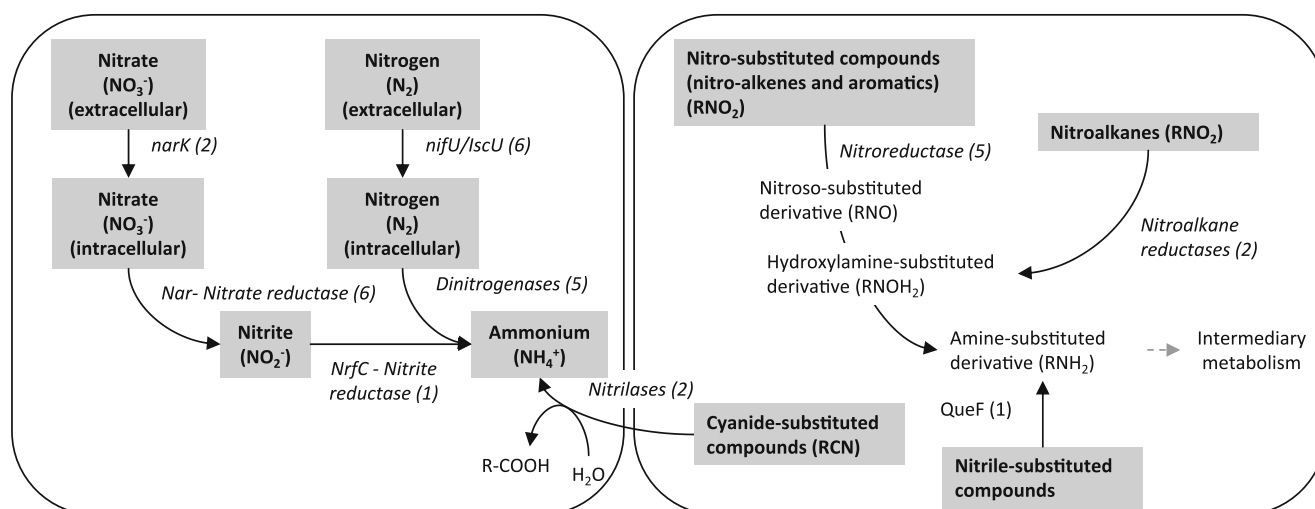 Nitrate
(NO₃⁻)
(extracellular)
narK (2)
Nitrate
(NO₃⁻)
(intracellular)
Nar- Nitrate reductase (6)
Nitrite
(NO₂⁻)
NrfC - Nitrite
reductase (1)
Nitrogen
(N₂)
(extracellular)
nifU/IscU (6)
Nitrogen
(N₂)
(intracellular)
Dinitrogenases (5)
Ammonium
(NH₄⁺)
Nitrilases (2)
R-COOH
H₂O
Nitro-substituted compounds
(nitro-alkenes and aromatics)
(RNO₂)
Nitroreductase (5)
Nitroso-substituted
derivative (RNO)
Hydroxylamine-substituted
derivative (RNOH₂)
Nitroalkanes (RNO₂)
Nitroalkane
reductases (2)
Amine-substituted
derivative (RNH₂)
Intermediary
metabolism
QueF (1)
Cyanide-substituted
compounds (RCN)
Nitrile-substituted
compounds